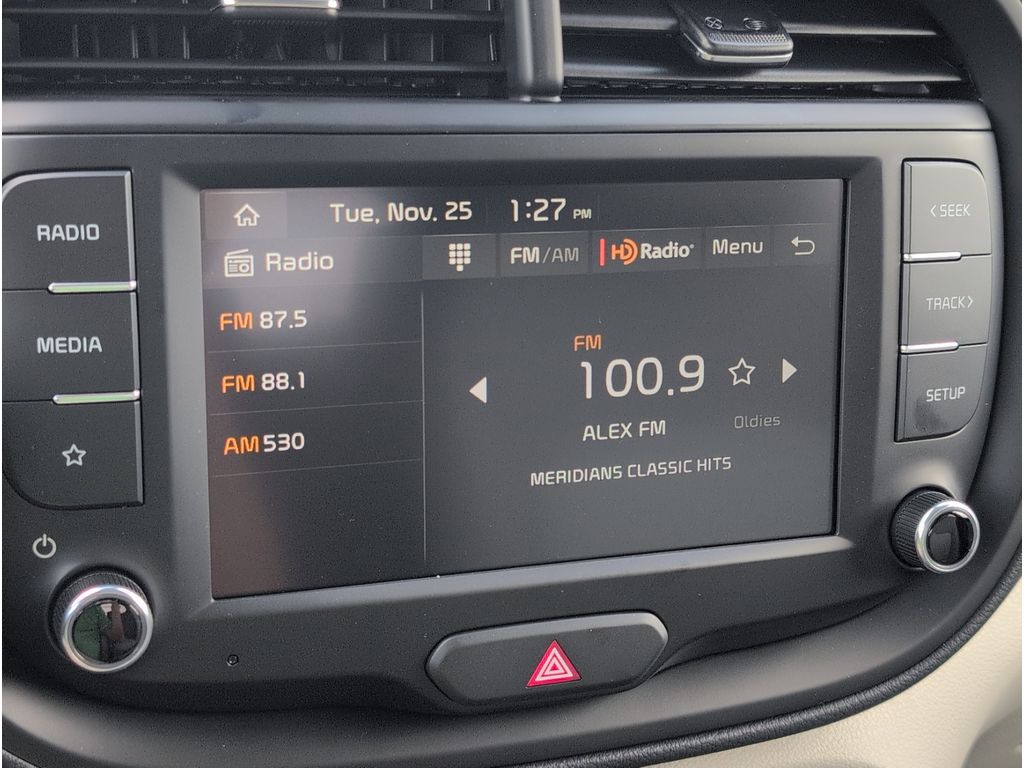 Tue, Nov. 25 1:27 PM
Radio
FM/AM
HD Radio®
Menu
FM 87.5
FM 88.1
AM 530
FM
100.9
ALEX FM
Oldies
MERIDIANS CLASSIC HITS
RADIO
MEDIA
< SEEK
TRACK >
SETUP